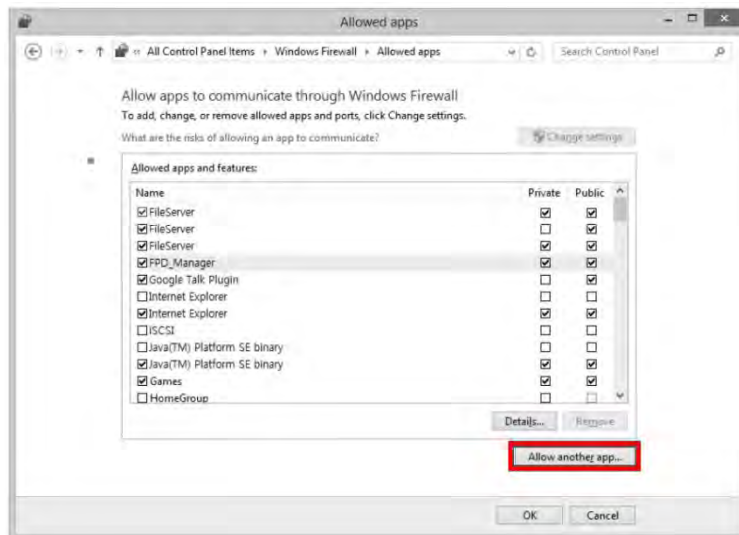 Allowed apps
« All Control Panel Items ▸ Windows Firewall ▸ Allowed apps
Search Control Panel
Allow apps to communicate through Windows Firewall
To add, change, or remove allowed apps and ports, click Change settings.
What are the risks of allowing an app to communicate?
Change settings
Allowed apps and features:
Name Private Public
FileServer
FileServer
FileServer
FPD_Manager
Google Talk Plugin
Internet Explorer
Internet Explorer
iSCSI
Java(TM) Platform SE binary
Java(TM) Platform SE binary
Games
HomeGroup
Details... Remove
Allow another app...
OK Cancel